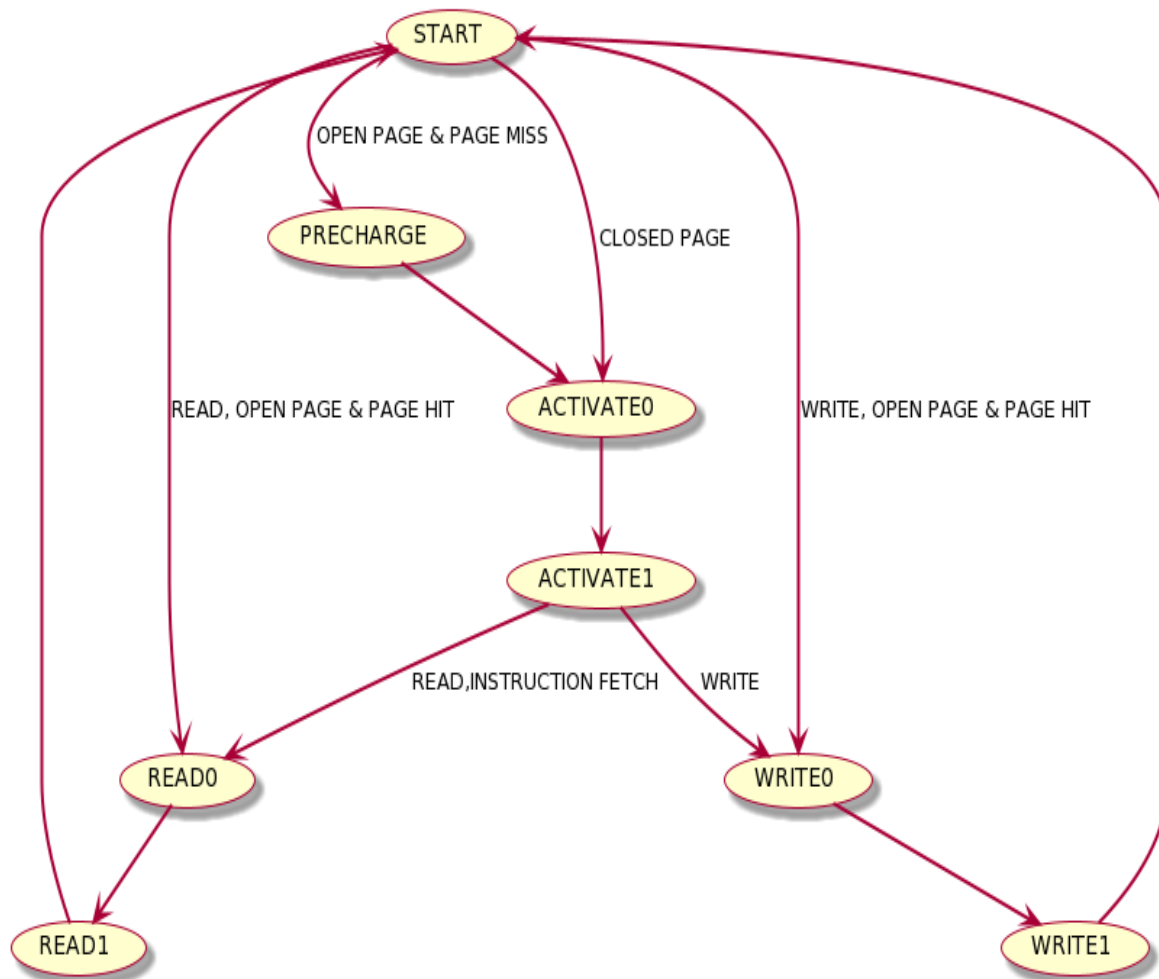 START
OPEN PAGE & PAGE MISS
PRECHARGE
CLOSED PAGE
ACTIVATE0
READ, OPEN PAGE & PAGE HIT
WRITE, OPEN PAGE & PAGE HIT
ACTIVATE1
READ,INSTRUCTION FETCH
WRITE
READ0
WRITE0
READ1
WRITE1